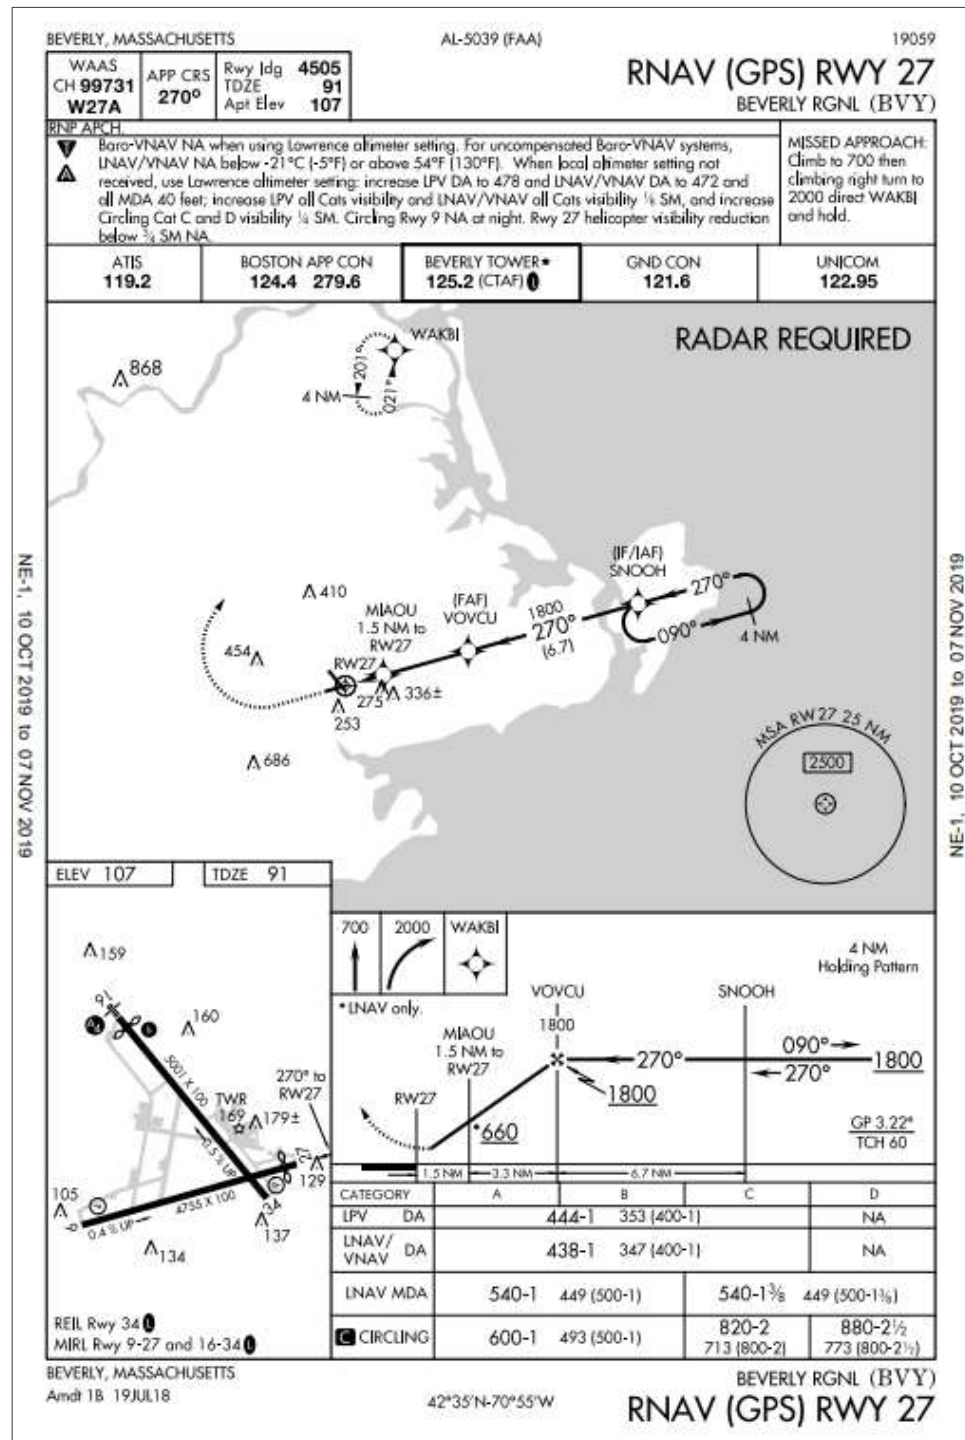 BEVERLY, MASSACHUSETTS
AL-5039 (FAA)
19059
WAAS
CH 99731
W27A
APP CRS
270°
Rwy ldg 4505
TDZE 91
Apt Elev 107
RNAV (GPS) RWY 27
BEVERLY RGNL (BVY)
RNP APCH.
T
A
Baro-VNAV NA when using Lawrence altimeter setting. For uncompensated Baro-VNAV systems,
LNAV/VNAV NA below -21°C (-5°F) or above 54°F (130°F). When local altimeter setting not
received, use Lawrence altimeter setting: increase LPV DA to 478 and LNAV/VNAV DA to 472 and
all MDA 40 feet; increase LPV all Cats visibility and LNAV/VNAV all Cats visibility ⅛ SM, and increase
Circling Cat C and D visibility ¼ SM. Circling Rwy 9 NA at night. Rwy 27 helicopter visibility reduction
below ¾ SM NA.
MISSED APPROACH:
Climb to 700 then
climbing right turn to
2000 direct WAKBI
and hold.
ATIS
119.2
BOSTON APP CON
124.4 279.6
BEVERLY TOWER*
125.2 (CTAF) L
GND CON
121.6
UNICOM
122.95
RADAR REQUIRED
WAKBI
868
201°
021°
4 NM
(IF/IAF)
SNOOH
270°
090°
4 NM
410
MIAOU
1.5 NM to
RW27
(FAF)
VOVCU
1800
270°
(6.7)
454
RW27
275
336±
253
686
MSA RW27 25 NM
2500
ELEV 107
TDZE 91
159
160
5001 X 100
TWR
169
179±
270° to
RW27
0.5% UP
27
129
105
9
4755 X 100
0.4% UP
34
137
134
REIL Rwy 34 L
MIRL Rwy 9-27 and 16-34 L
700
2000
WAKBI
4 NM
Holding Pattern
*LNAV only.
VOVCU
SNOOH
1800
MIAOU
1.5 NM to
RW27
270°
090°
270°
1800
1800
RW27
*660
GP 3.22°
TCH 60
1.5 NM
3.3 NM
6.7 NM
CATEGORY A B C D
LPV DA 444-1 353 (400-1) NA
LNAV/
VNAV DA 438-1 347 (400-1) NA
LNAV MDA 540-1 449 (500-1) 540-1⅜ 449 (500-1⅜)
C CIRCLING 600-1 493 (500-1)
820-2
713 (800-2)
880-2½
773 (800-2½)
BEVERLY, MASSACHUSETTS
Amdt 1B 19JUL18
42°35'N-70°55'W
BEVERLY RGNL (BVY)
RNAV (GPS) RWY 27
NE-1, 10 OCT 2019 to 07 NOV 2019
NE-1, 10 OCT 2019 to 07 NOV 2019